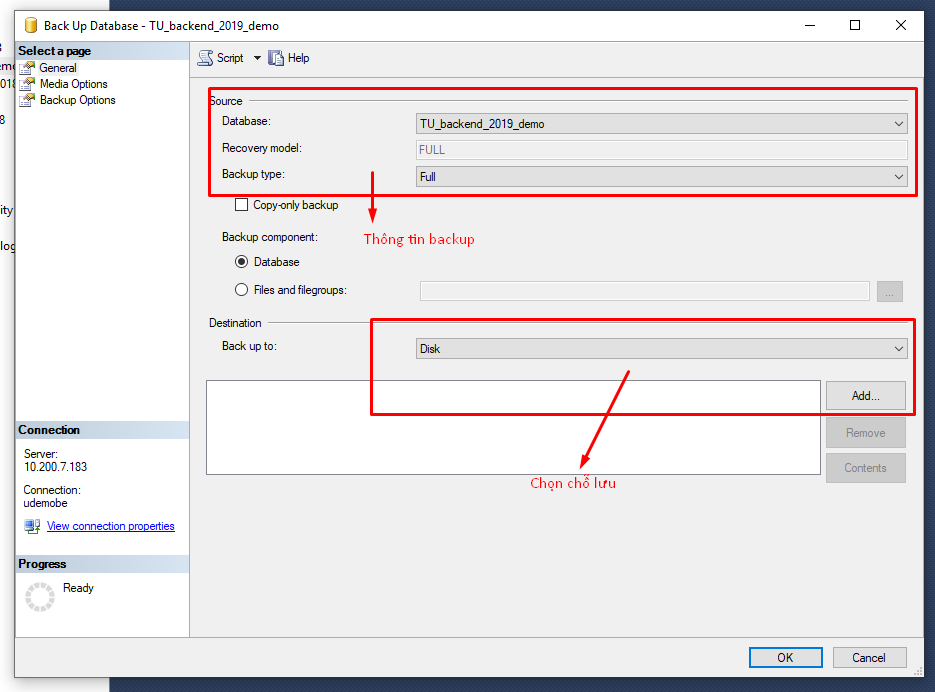 Back Up Database - TU_backend_2019_demo
Select a page
General
Media Options
Backup Options
Script
Help
Source
Database:
TU_backend_2019_demo
Recovery model:
FULL
Backup type:
Full
Copy-only backup
Thông tin backup
Backup component:
Database
Files and filegroups:
...
Destination
Back up to:
Disk
Add...
Remove
Contents
Chọn chỗ lưu
Connection
Server:
10.200.7.183
Connection:
udemobe
View connection properties
Progress
Ready
OK
Cancel